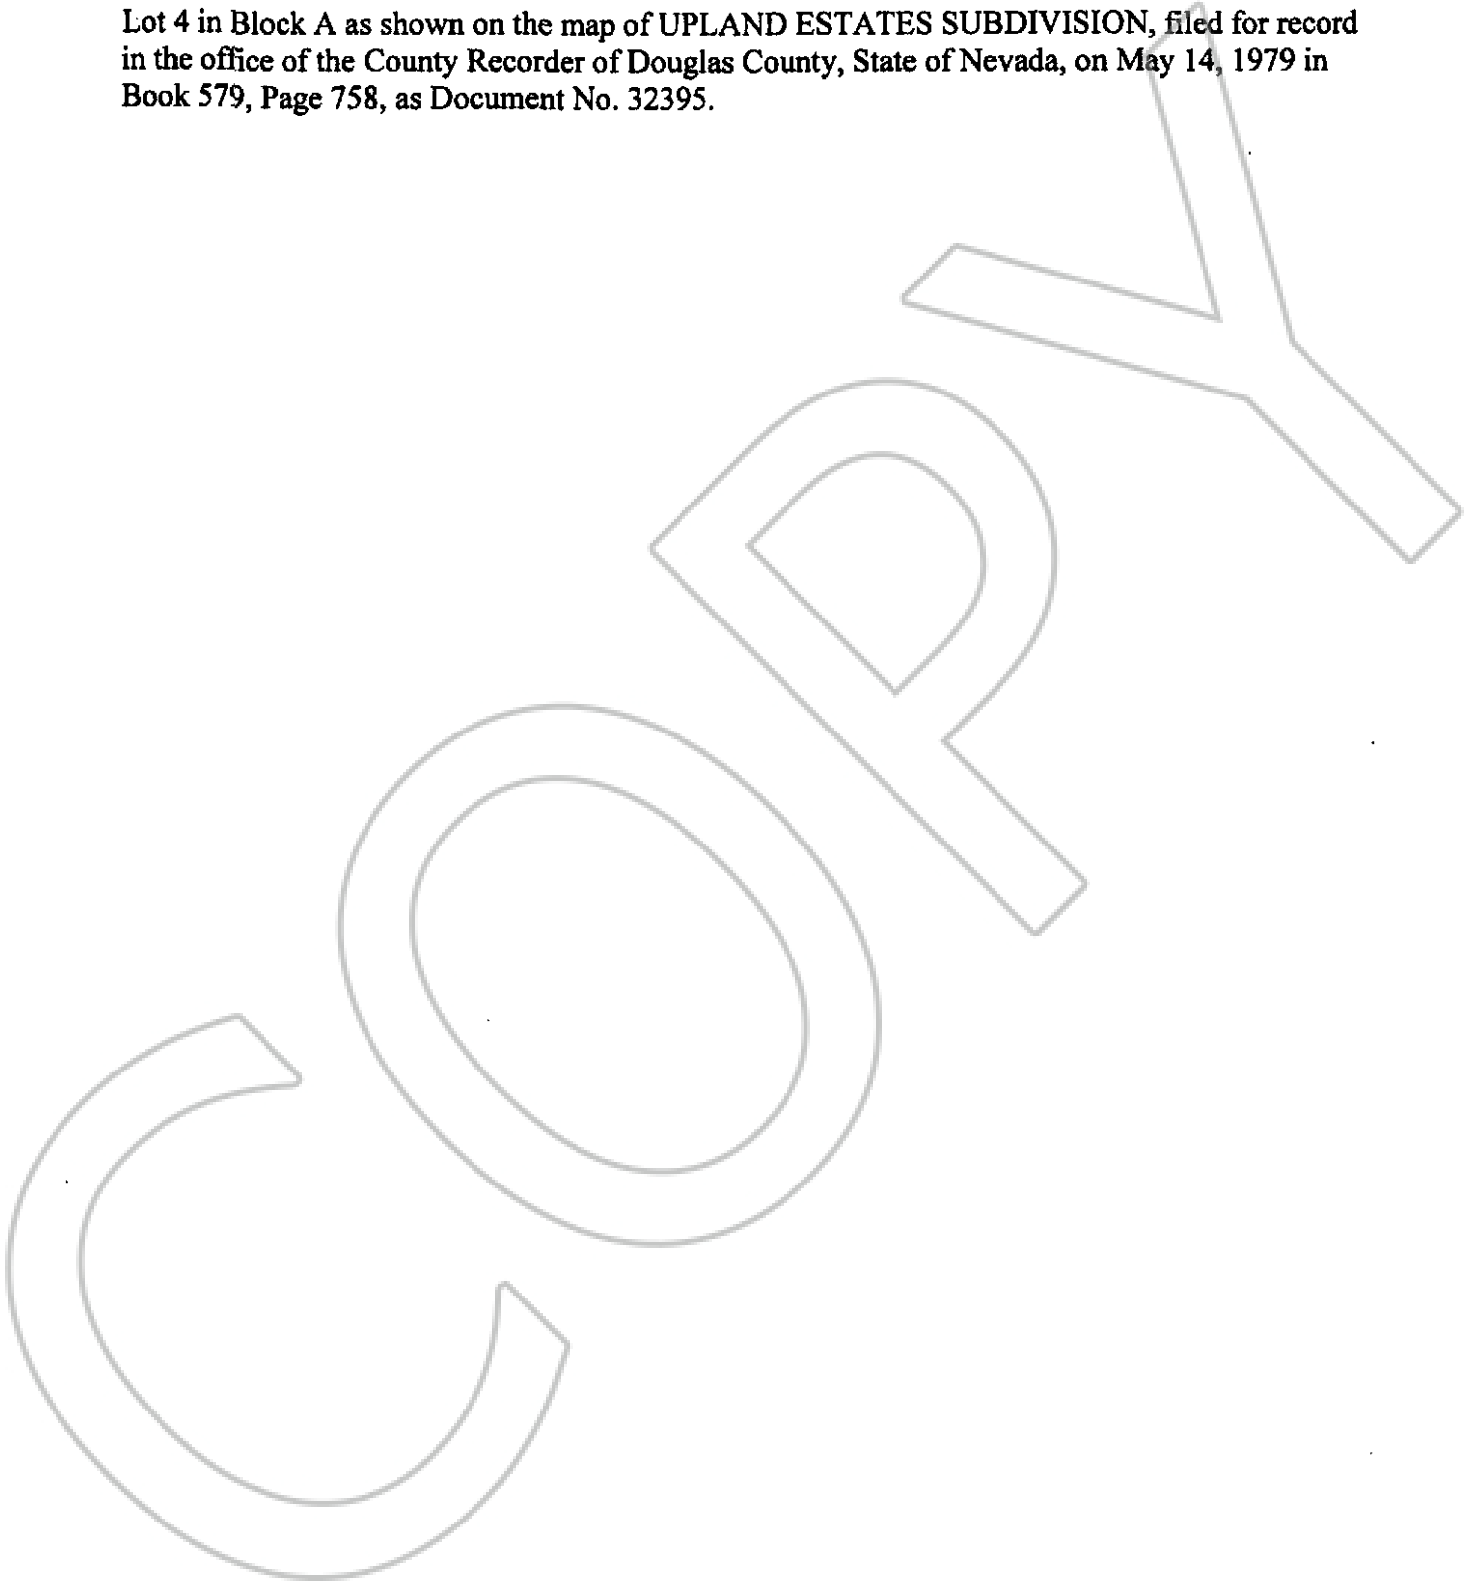 Lot 4 in Block A as shown on the map of UPLAND ESTATES SUBDIVISION, filed for record
in the office of the County Recorder of Douglas County, State of Nevada, on May 14, 1979 in
Book 579, Page 758, as Document No. 32395.
COPY